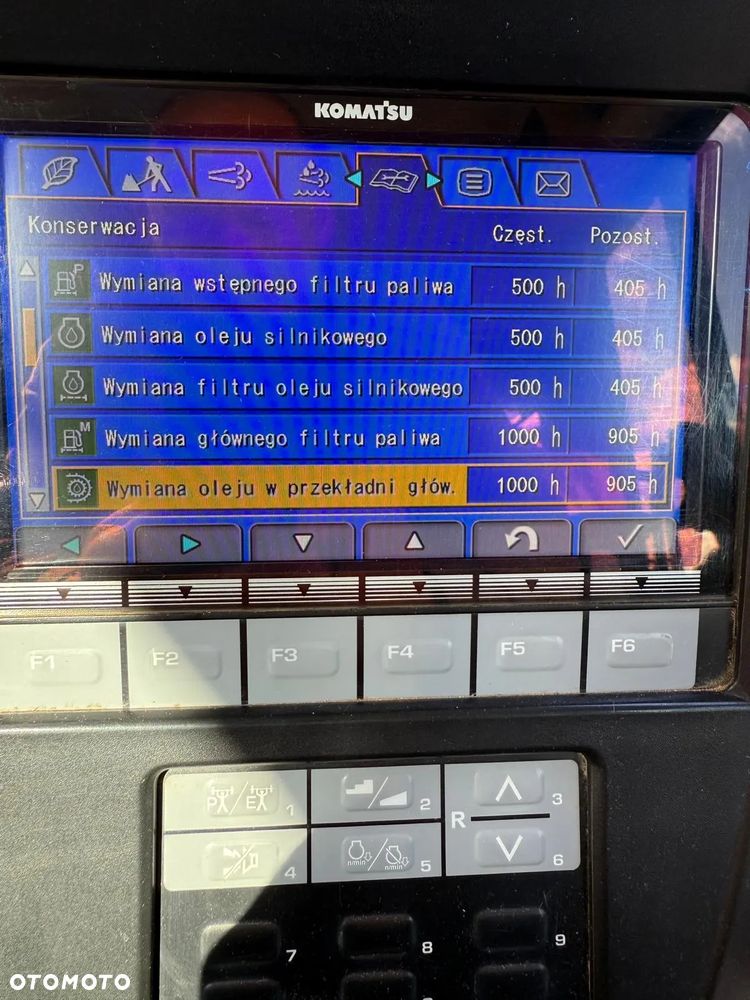 KOMATSU
Konserwacja Częst. Pozost.
P
Wymiana wstępnego filtru paliwa 500 h 405 h
Wymiana oleju silnikowego 500 h 405 h
Wymiana filtru oleju silnikowego 500 h 405 h
M
Wymiana głównego filtru paliwa 1000 h 905 h
Wymiana oleju w przekładni głów. 1000 h 905 h
F1 F2 F3 F4 F5 F6
P/E 1 2 3
R
4 n/min n/min 5 6
7 8 9
OTOMOTO